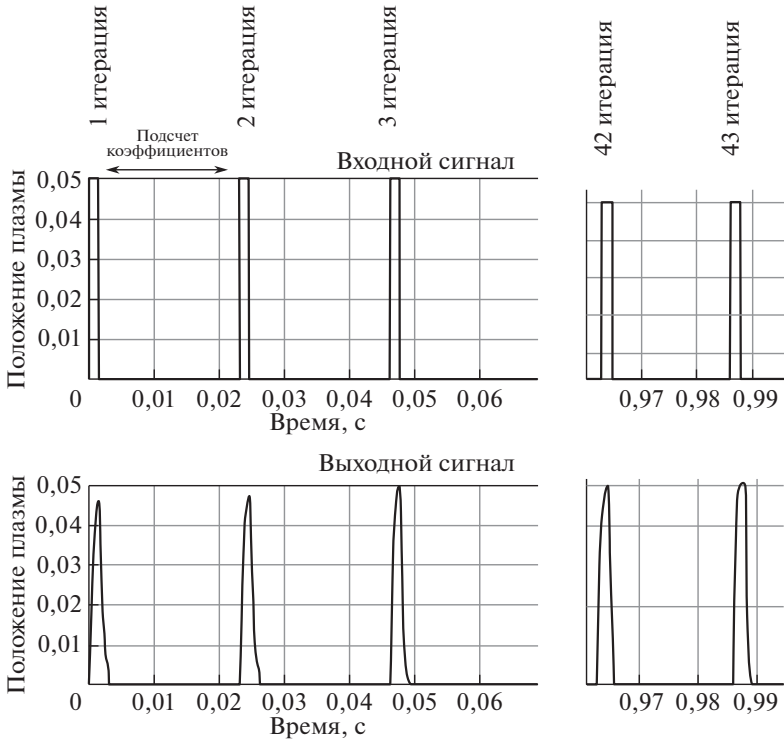 1 итерация
2 итерация
3 итерация
42 итерация
43 итерация
Подсчет
коэффициентов
Входной сигнал
Положение плазмы
0,05
0,04
0,03
0,02
0,01
0 0,01 0,02 0,03 0,04 0,05 0,06
0,97 0,98 0,99
Время, с
Выходной сигнал
Положение плазмы
0,05
0,04
0,03
0,02
0,01
0 0,01 0,02 0,03 0,04 0,05 0,06
0,97 0,98 0,99
Время, с